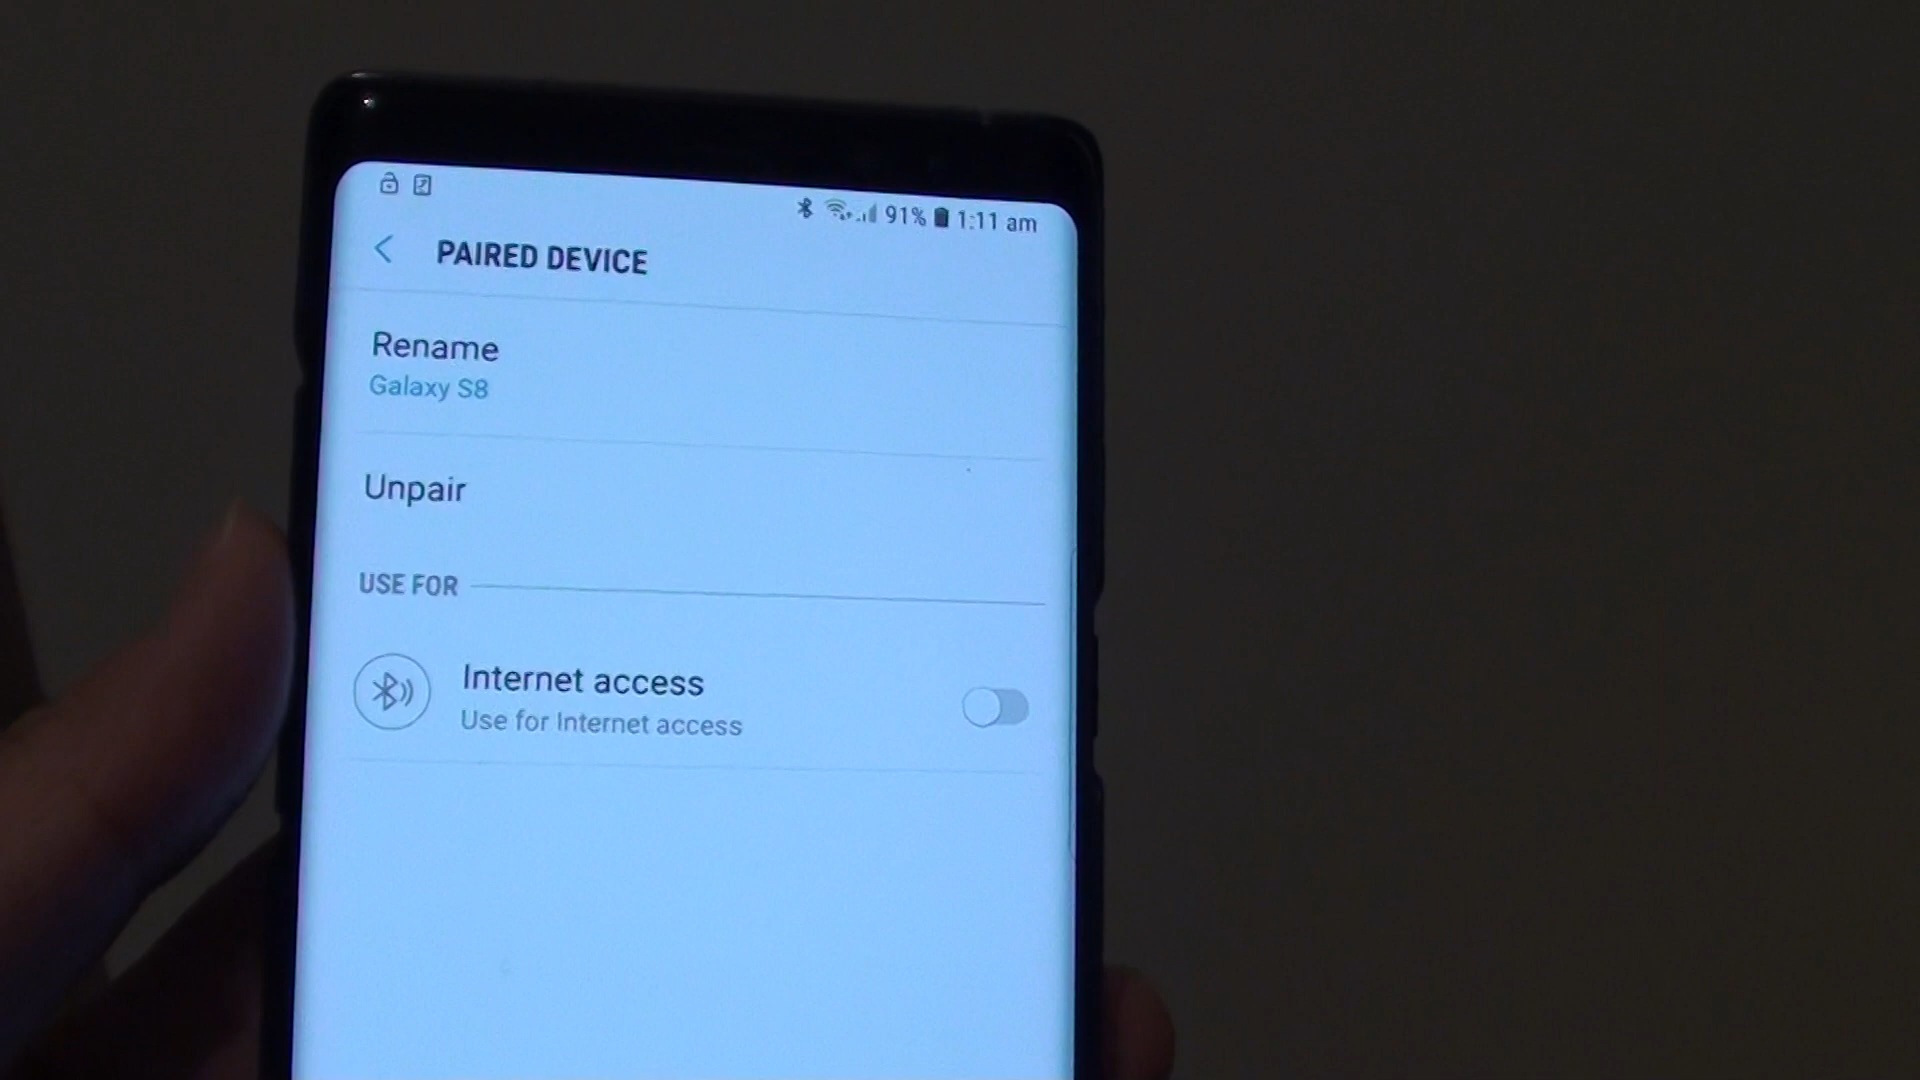 91% 1:11 am
PAIRED DEVICE
Rename
Galaxy S8
Unpair
USE FOR
Internet access
Use for Internet access